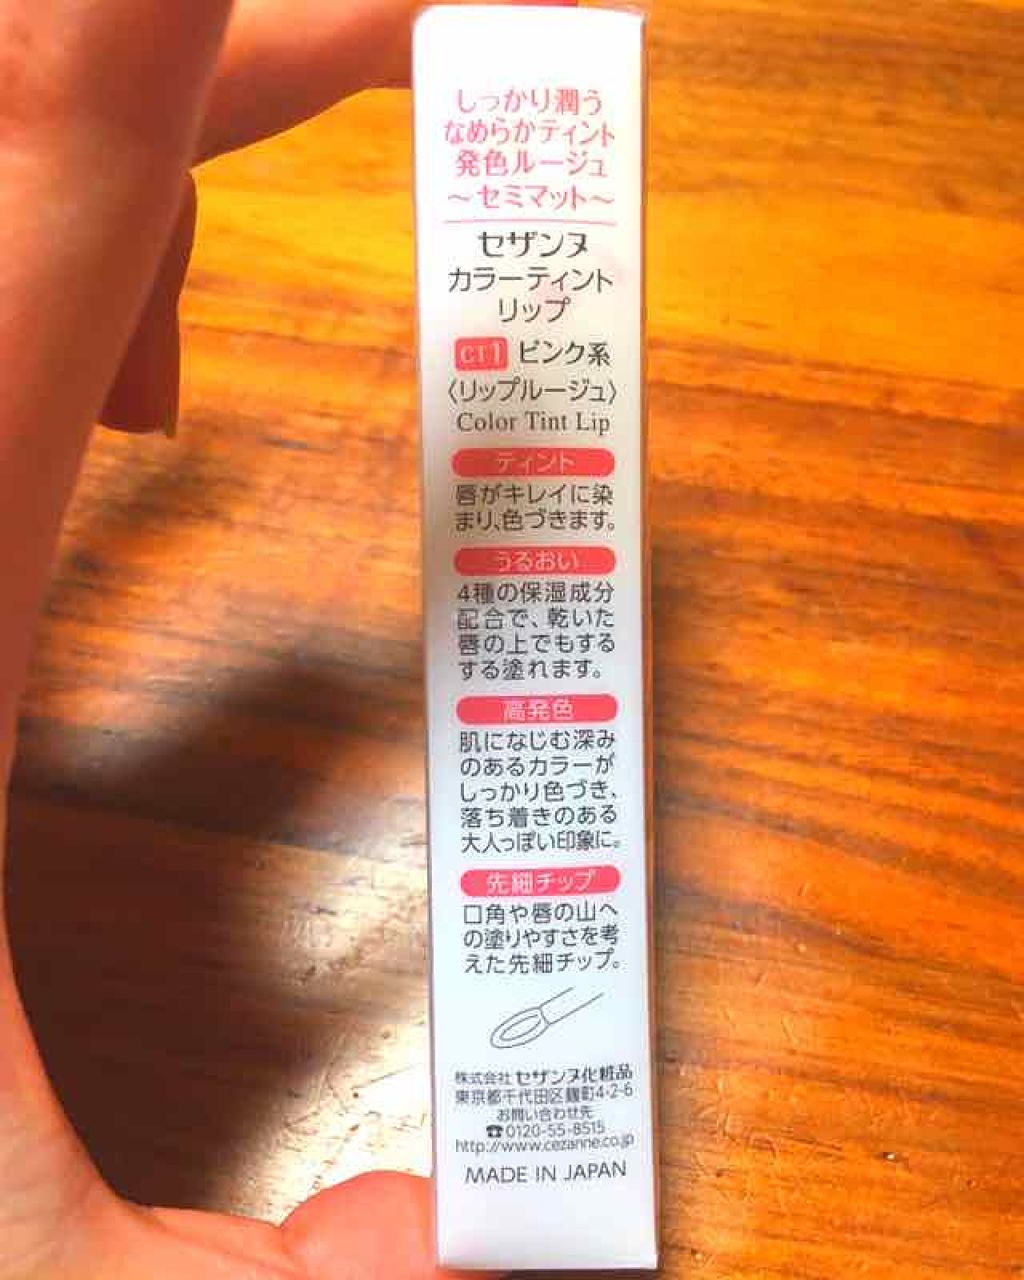 しっかり潤う
なめらかティント
発色ルージュ
〜セミマット〜
セザンヌ
カラーティント
リップ
CT1 ピンク系
〈リップルージュ〉
Color Tint Lip
ティント
唇がキレイに染
まり、色づきます。
うるおい
4種の保湿成分
配合で、乾いた
唇の上でもする
する塗れます。
高発色
肌になじむ深み
のあるカラーが
しっかり色づき、
落ち着きのある
大人っぽい印象に。
先細チップ
口角や唇の山へ
の塗りやすさを考
えた先細チップ。
株式会社 セザンヌ化粧品
東京都千代田区麹町4-2-6
お問い合わせ先
☎0120-55-8515
http://www.cezanne.co.jp
MADE IN JAPAN